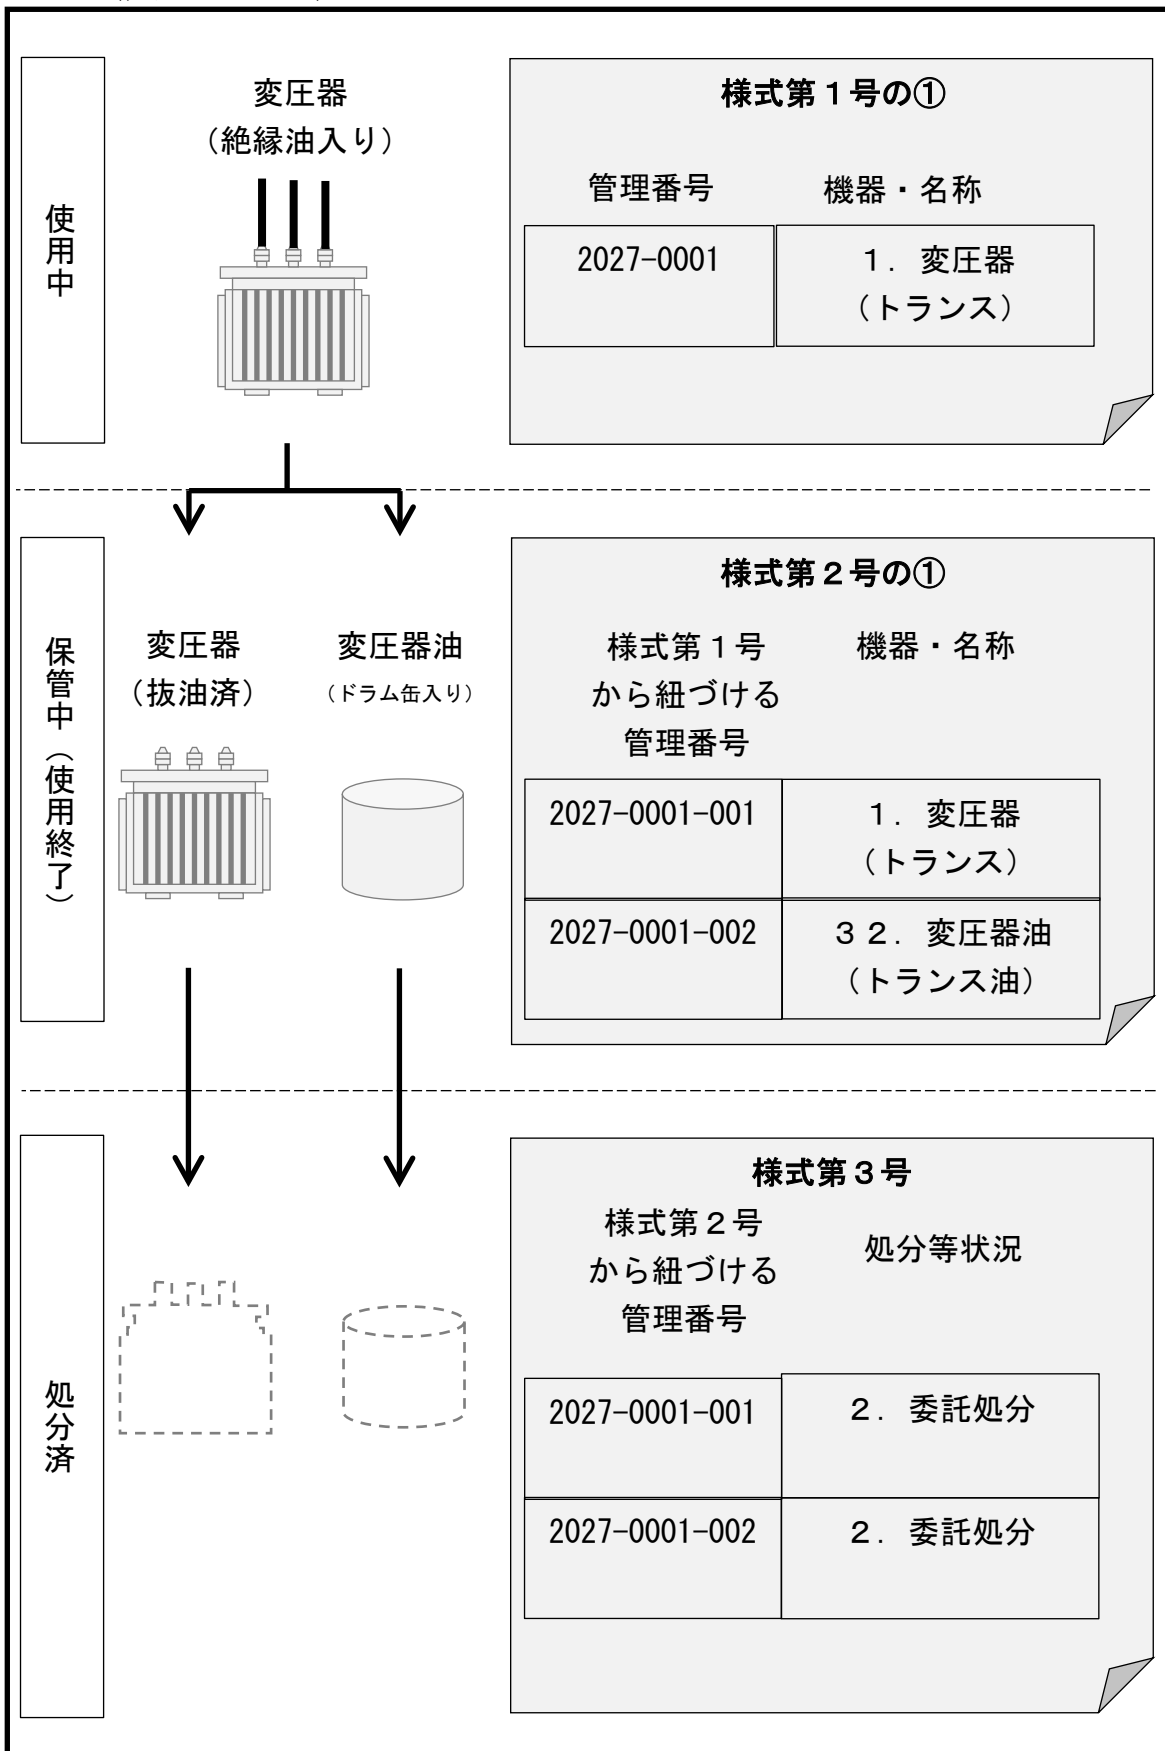 使用中
変圧器
（絶縁油入り）
様式第１号の①
管理番号
機器・名称
2027-0001
１．変圧器
（トランス）
保管中（使用終了）
変圧器
（抜油済）
変圧器油
（ドラム缶入り）
様式第２号の①
様式第１号
から紐づける
管理番号
機器・名称
2027-0001-001
１．変圧器
（トランス）
2027-0001-002
３２．変圧器油
（トランス油）
処分済
様式第３号
様式第２号
から紐づける
管理番号
処分等状況
2027-0001-001
２．委託処分
2027-0001-002
２．委託処分